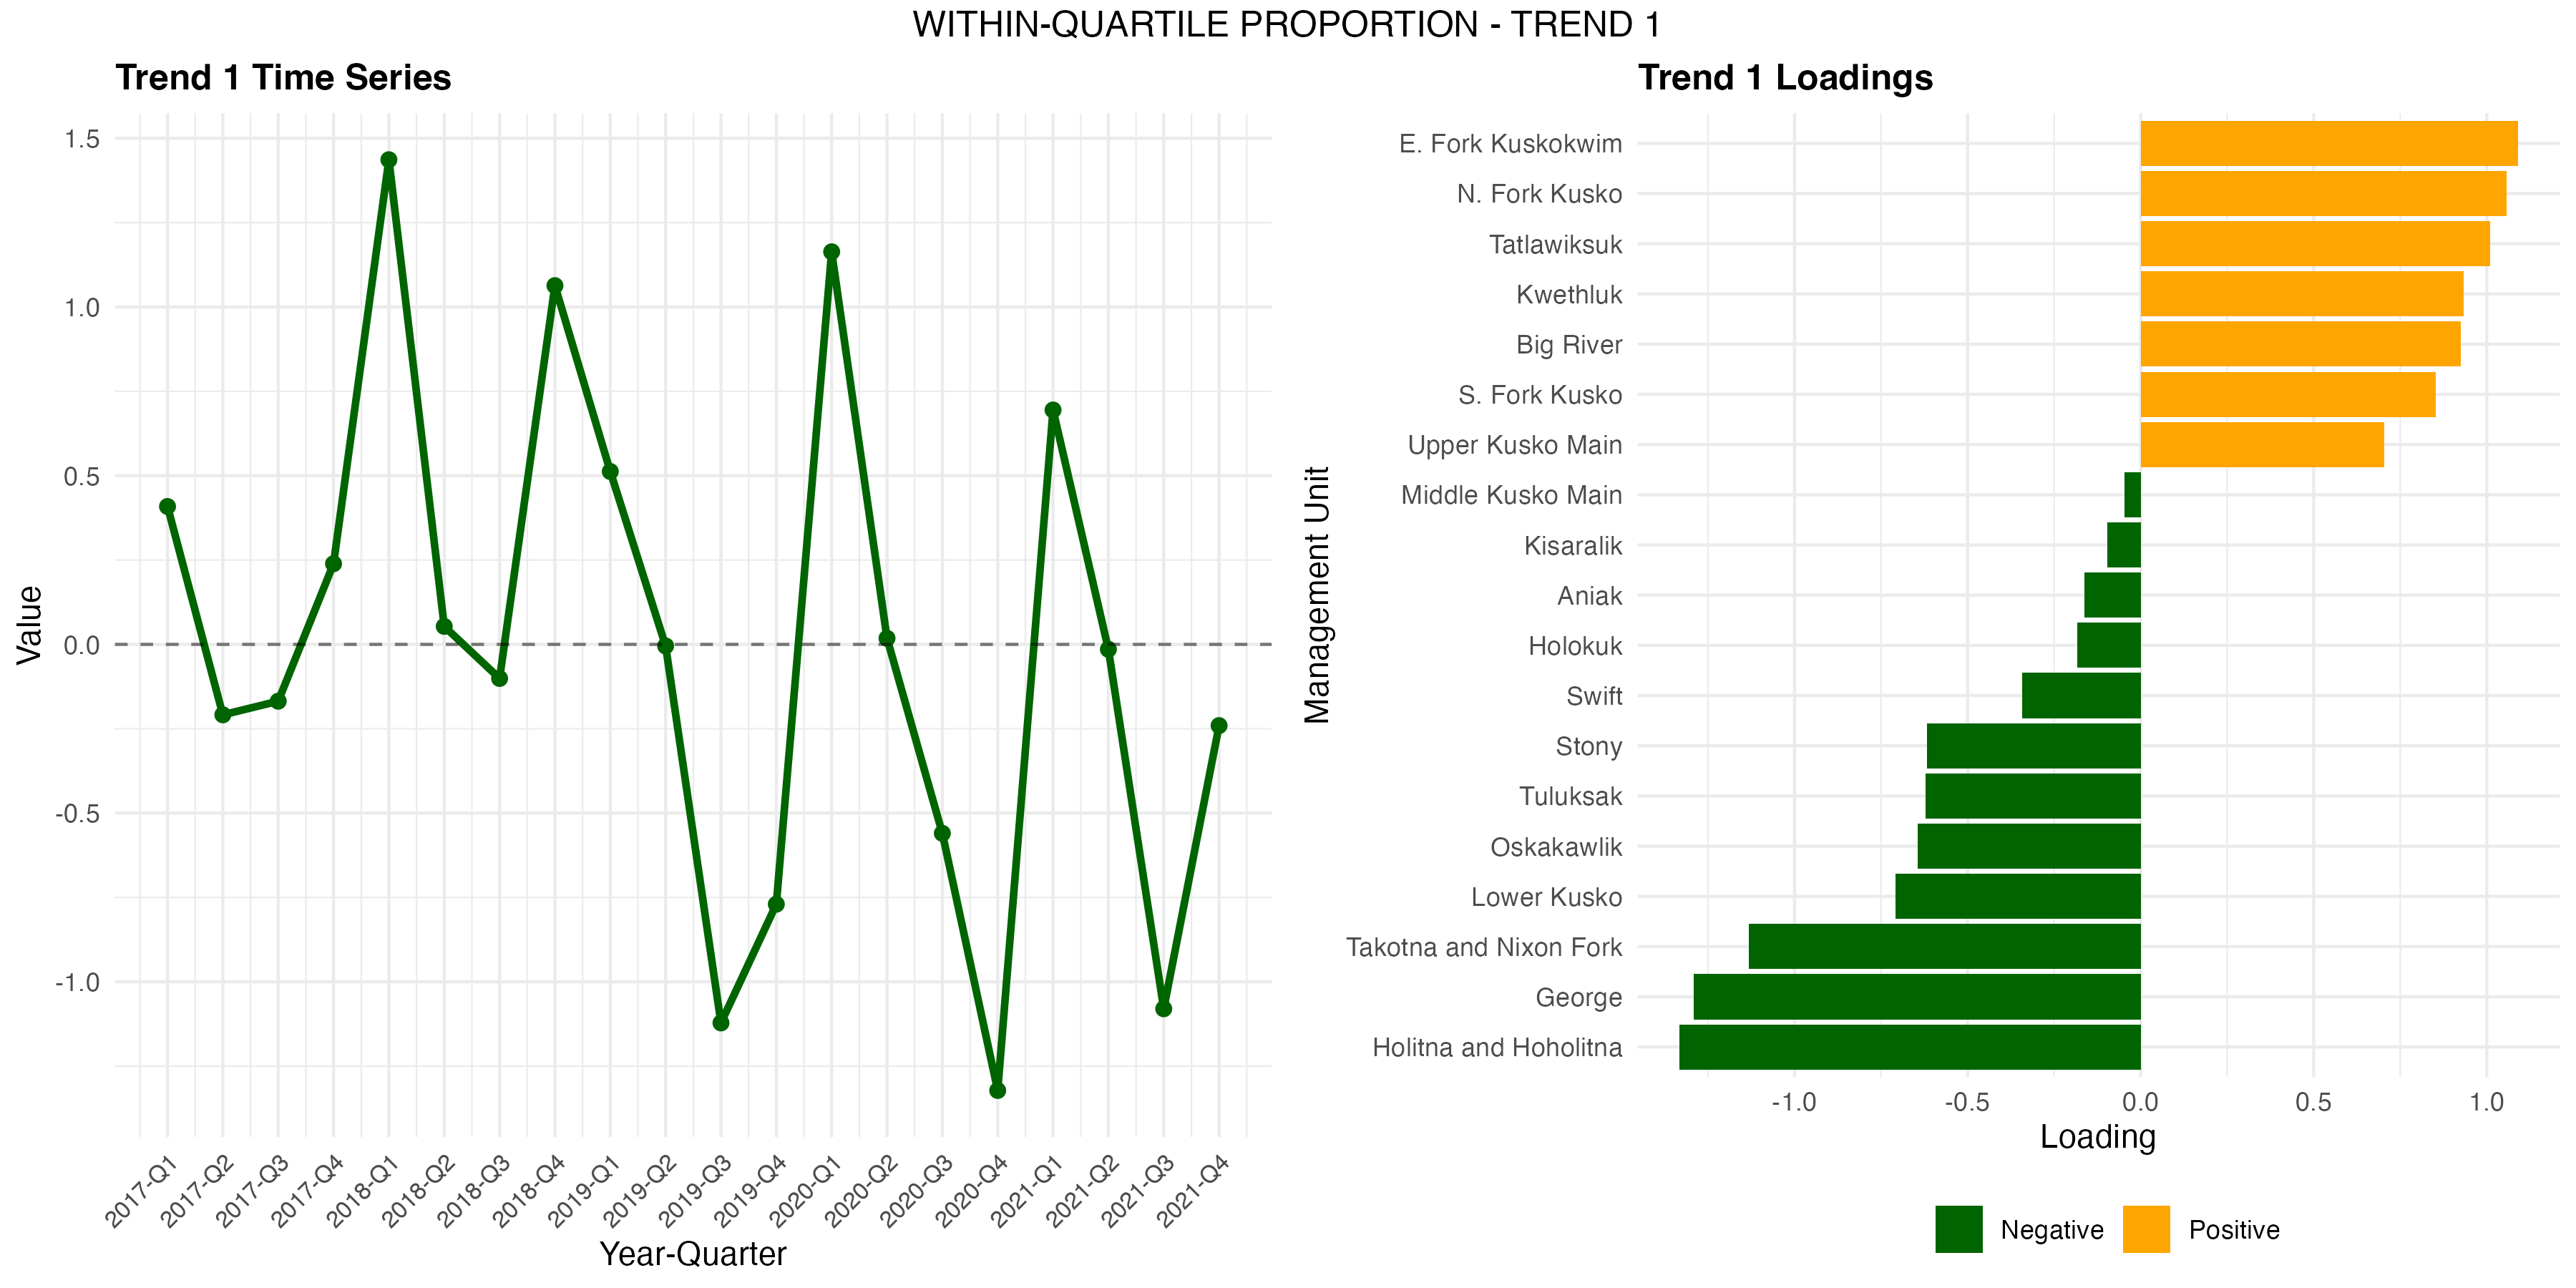 WITHIN-QUARTILE PROPORTION - TREND 1
Trend 1 Time Series
Value
1.5
1.0
0.5
0.0
-0.5
-1.0
2017-Q1
2017-Q2
2017-Q3
2017-Q4
2018-Q1
2018-Q2
2018-Q3
2018-Q4
2019-Q1
2019-Q2
2019-Q3
2019-Q4
2020-Q1
2020-Q2
2020-Q3
2020-Q4
2021-Q1
2021-Q2
2021-Q3
2021-Q4
Year-Quarter
Trend 1 Loadings
Management Unit
E. Fork Kuskokwim
N. Fork Kusko
Tatlawiksuk
Kwethluk
Big River
S. Fork Kusko
Upper Kusko Main
Middle Kusko Main
Kisaralik
Aniak
Holokuk
Swift
Stony
Tuluksak
Oskakawlik
Lower Kusko
Takotna and Nixon Fork
George
Holitna and Hoholitna
-1.0 -0.5 0.0 0.5 1.0
Loading
Negative Positive